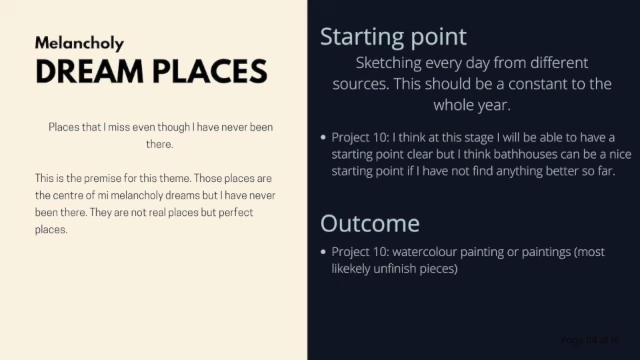 Melancholy
DREAM PLACES
Places that I miss even though I have never been
there.
This is the premise for this theme. Those places are
the centre of mi melancholy dreams but I have never
been there. They are not real places but perfect
places.
Starting point
Sketching every day from different
sources. This should be a constant to the
whole year.
• Project 10: I think at this stage I will be able to have a
starting point clear but I think bathhouses can be a nice
starting point if I have not find anything better so far.
Outcome
• Project 10: watercolour painting or paintings (most
likekely unfinish pieces)